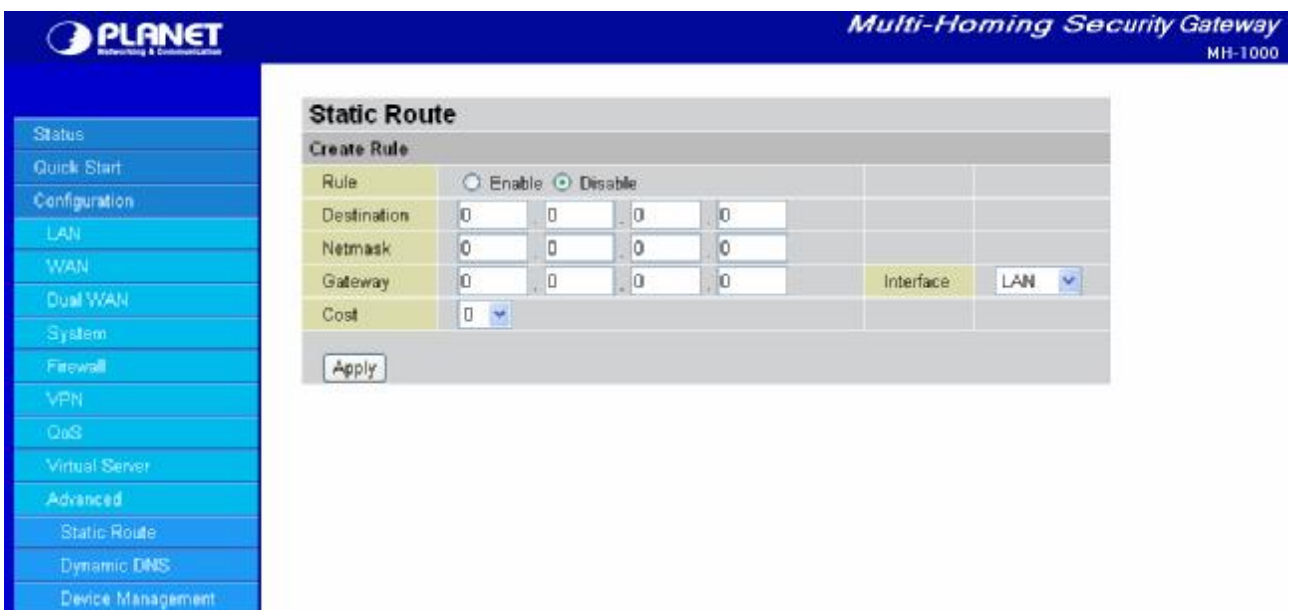 PLANET
Networking & Communication
Multi-Homing Security Gateway
MH-1000
Status
Quick Start
Configuration
LAN
WAN
Dual WAN
System
Firewall
VPN
QoS
Virtual Server
Advanced
Static Route
Dynamic DNS
Device Management
Static Route
Create Rule
Rule Enable Disable
Destination 0 . 0 . 0 . 0
Netmask 0 . 0 . 0 . 0
Gateway 0 . 0 . 0 . 0 Interface LAN
Cost 0
Apply